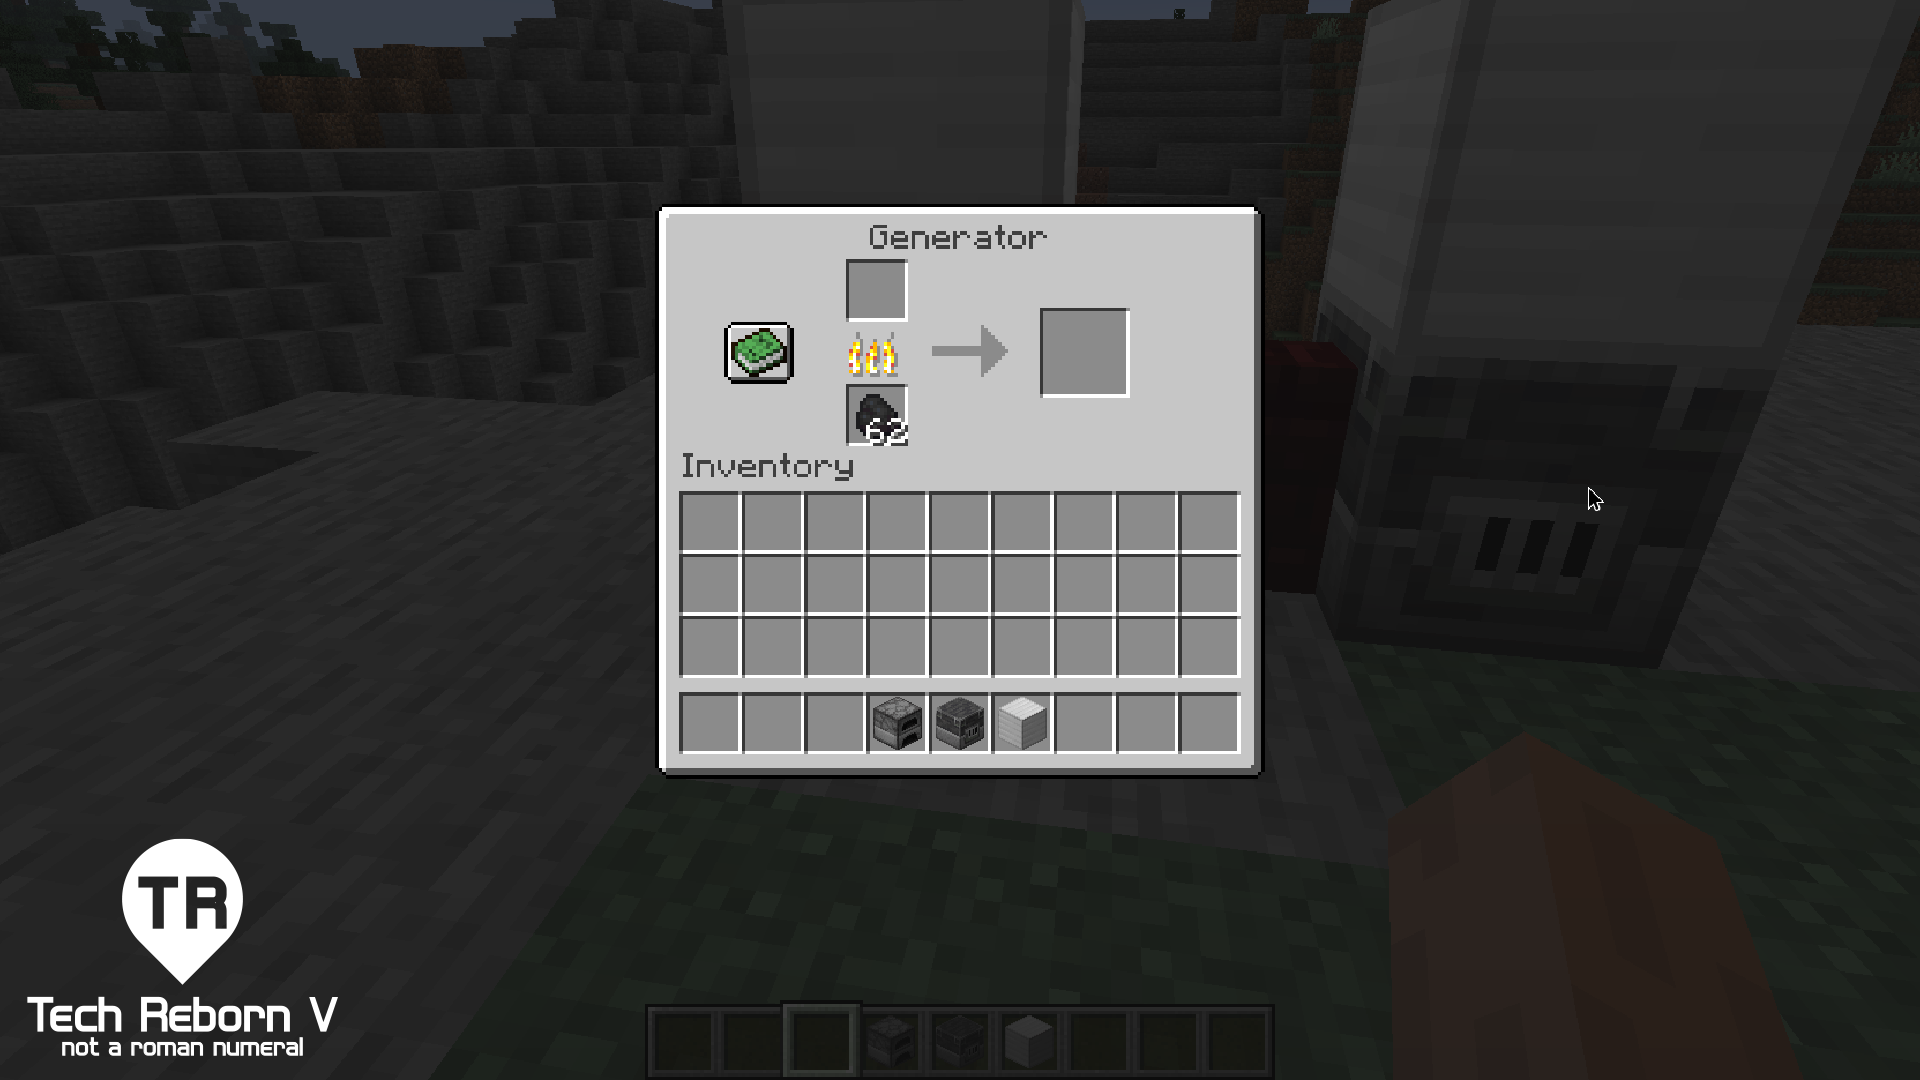 Generator
62
Inventory
TR
Tech Reborn V
not a roman numeral